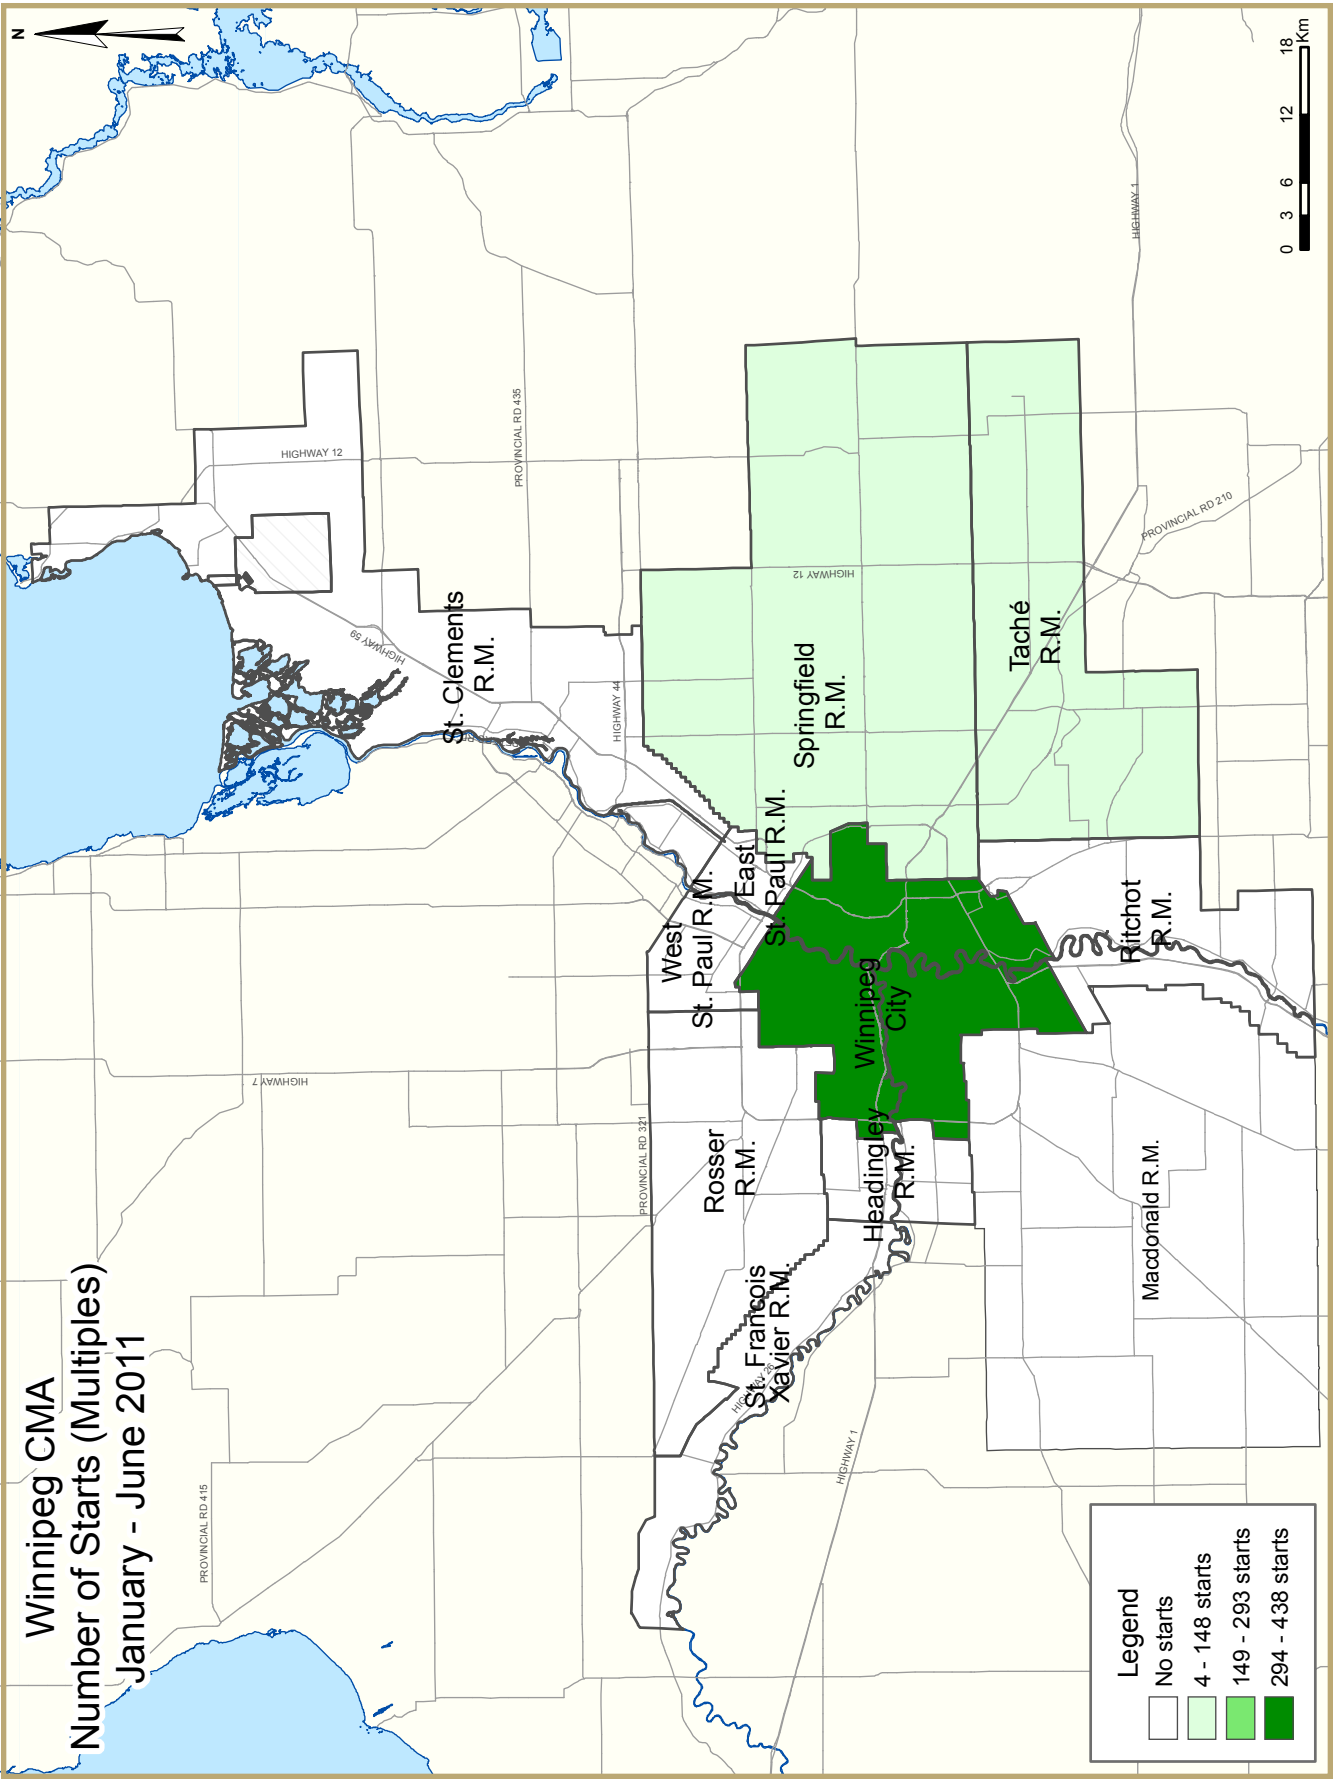 Winnipeg CMA
Number of Starts (Multiples)
January - June 2011
N
PROVINCIAL RD 415
HIGHWAY 7
HIGHWAY 12
PROVINCIAL RD 435
HIGHWAY 59
St. Clements
R.M.
HIGHWAY 44
PROVINCIAL RD 321
West
St. Paul R.M.
East
St. Paul R.M.
Rosser
R.M.
Springfield
R.M.
HIGHWAY 12
St. Francois
Xavier R.M.
HIGHWAY 26
Headingley
R.M.
Winnipeg
City
HIGHWAY 1
Taché
R.M.
HIGHWAY 1
PROVINCIAL RD 210
Ritchot
R.M.
Macdonald R.M.
Legend
No starts
4 - 148 starts
149 - 293 starts
294 - 438 starts
0 3 6 12 18
Km